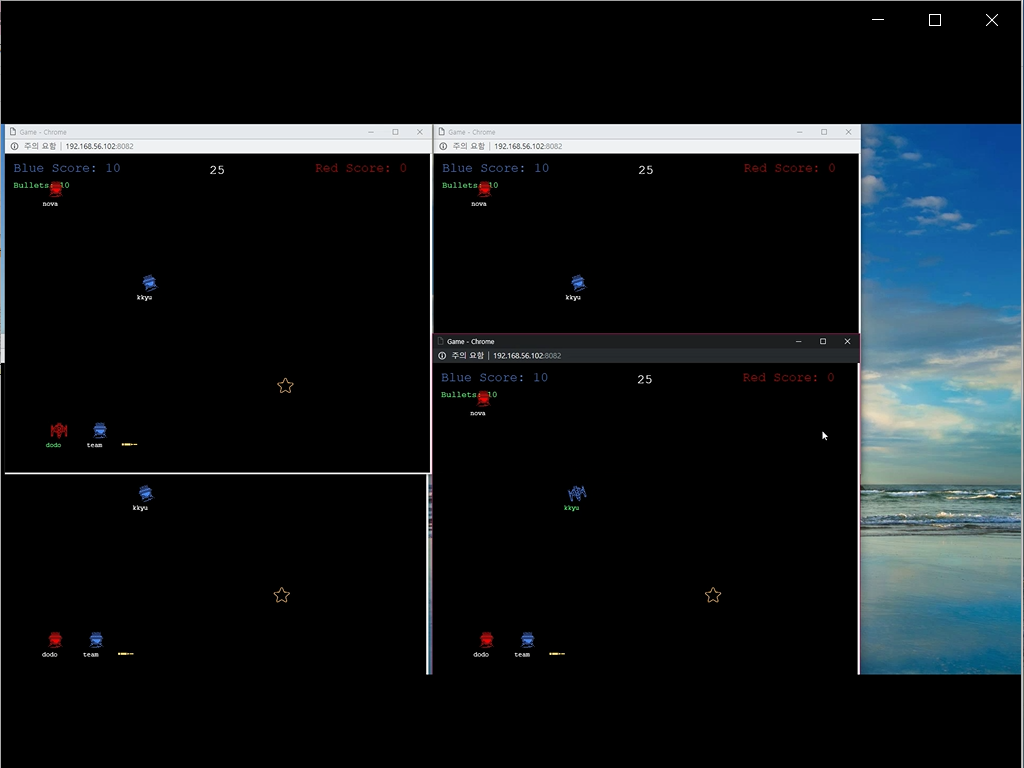 Game - Chrome
주의 요함 | 192.168.56.102:8082
Blue Score: 10
25
Red Score: 0
Bullets: 10
nova
kkyu
dodo
team
Game - Chrome
주의 요함 | 192.168.56.102:8082
Blue Score: 10
25
Red Score: 0
Bullets: 10
nova
kkyu
kkyu
dodo
team
Game - Chrome
주의 요함 | 192.168.56.102:8082
Blue Score: 10
25
Red Score: 0
Bullets: 10
nova
kkyu
dodo
team